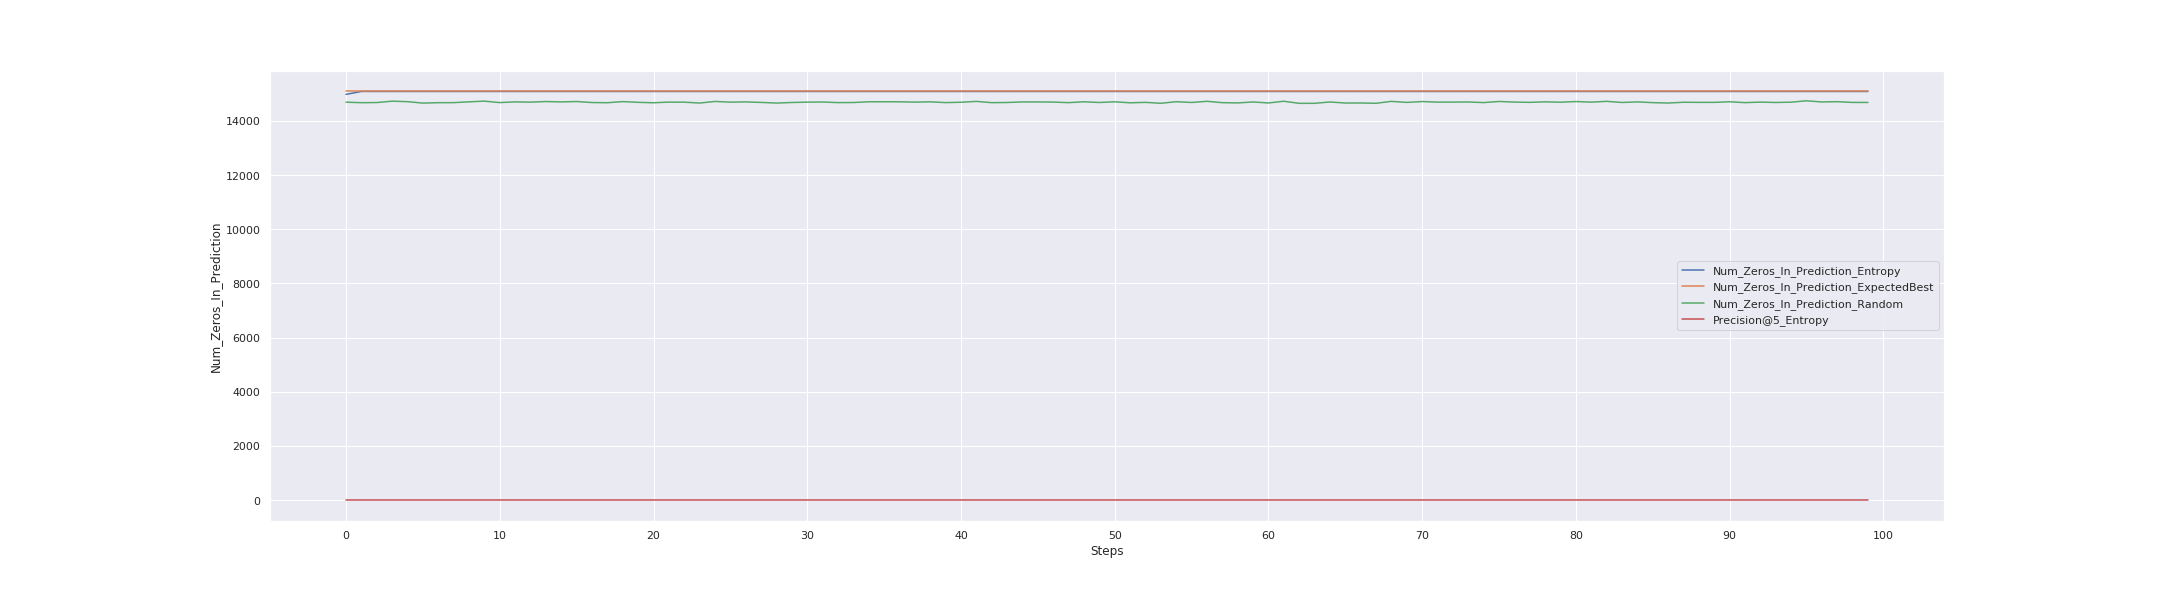 14000
12000
10000
8000
6000
4000
2000
0
Num_Zeros_In_Prediction
Num_Zeros_In_Prediction_Entropy
Num_Zeros_In_Prediction_ExpectedBest
Num_Zeros_In_Prediction_Random
Precision@5_Entropy
0 10 20 30 40 50 60 70 80 90 100
Steps